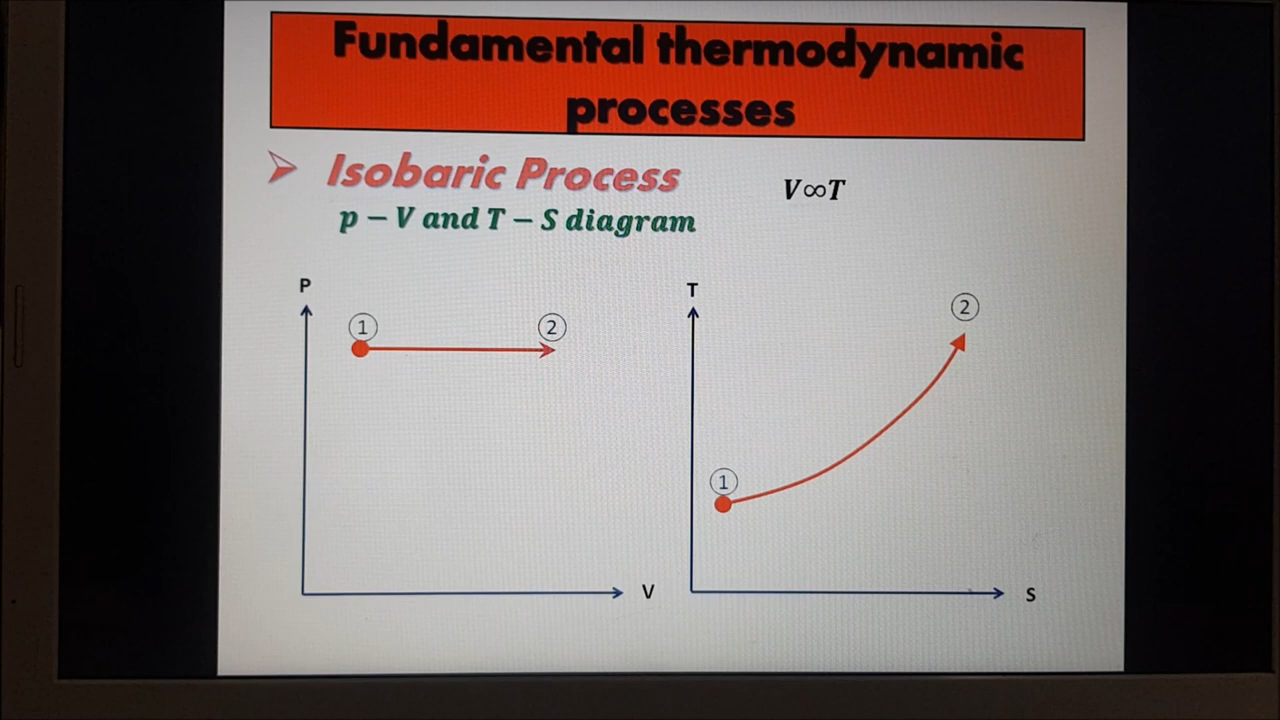 Fundamental thermodynamic
processes
Isobaric Process
V∞T
p − V and T − S diagram
P
1
2
V
T
2
1
S